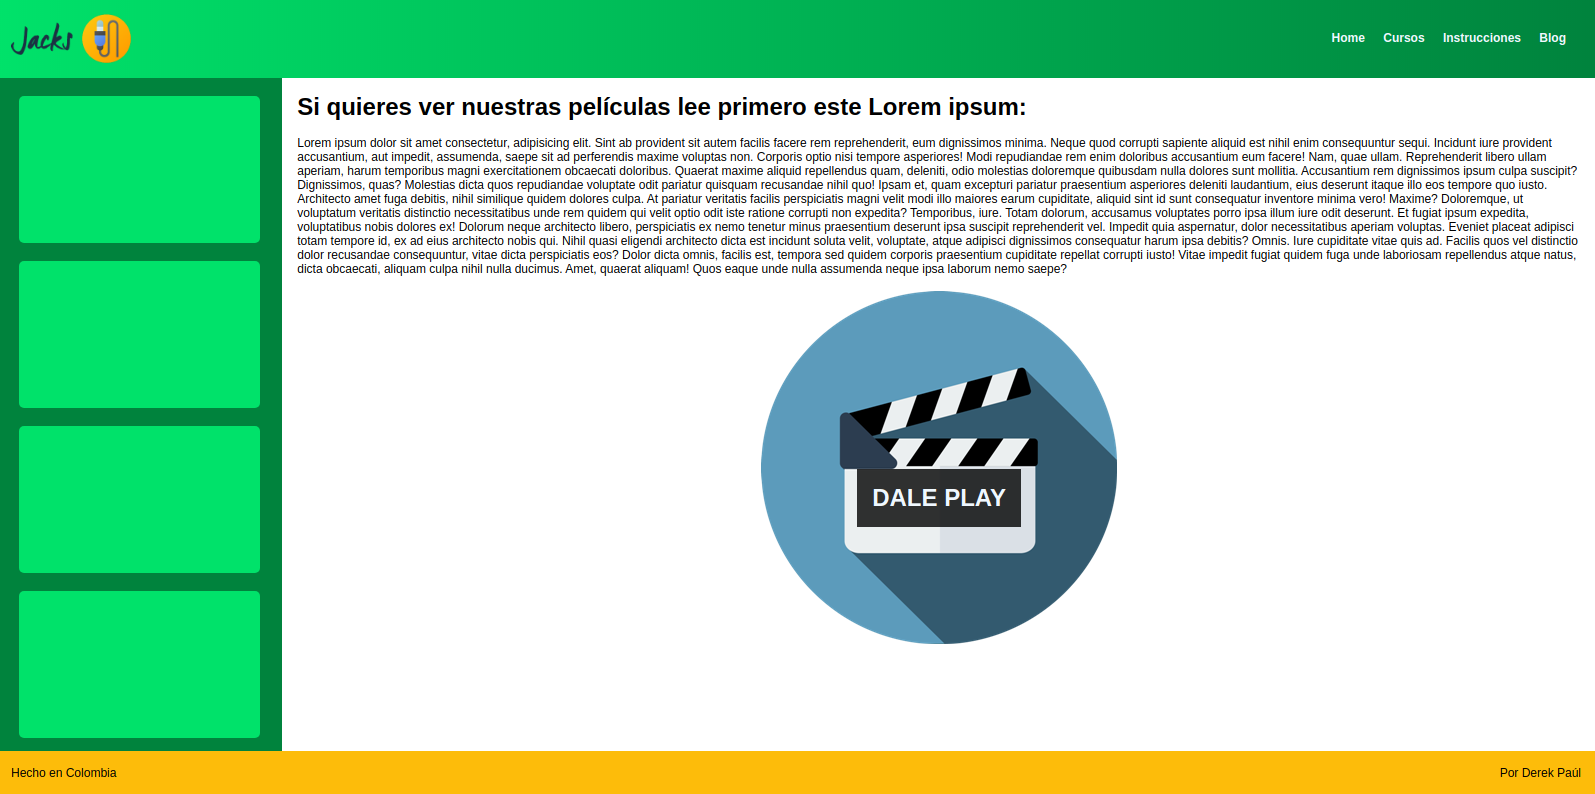 Jacks
Home Cursos Instrucciones Blog
Si quieres ver nuestras películas lee primero este Lorem ipsum:
Lorem ipsum dolor sit amet consectetur, adipisicing elit. Sint ab provident sit autem facilis facere rem reprehenderit, eum dignissimos minima. Neque quod corrupti sapiente aliquid est nihil enim consequuntur sequi. Incidunt iure provident
accusantium, aut impedit, assumenda, saepe sit ad perferendis maxime voluptas non. Corporis optio nisi tempore asperiores! Modi repudiandae rem enim doloribus accusantium eum facere! Nam, quae ullam. Reprehenderit libero ullam
aperiam, harum temporibus magni exercitationem obcaecati doloribus. Quaerat maxime aliquid repellendus quam, deleniti, odio molestias doloremque quibusdam nulla dolores sunt mollitia. Accusantium rem dignissimos ipsum culpa suscipit?
Dignissimos, quas? Molestias dicta quos repudiandae voluptate odit pariatur quisquam recusandae nihil quo! Ipsam et, quam excepturi pariatur praesentium asperiores deleniti laudantium, eius deserunt itaque illo eos tempore quo iusto.
Architecto amet fuga debitis, nihil similique quidem dolores culpa. At pariatur veritatis facilis perspiciatis magni velit modi illo maiores earum cupiditate, aliquid sint id sunt consequatur inventore minima vero! Maxime? Doloremque, ut
voluptatum veritatis distinctio necessitatibus unde rem quidem qui velit optio odit iste ratione corrupti non expedita? Temporibus, iure. Totam dolorum, accusamus voluptates porro ipsa illum iure odit deserunt. Et fugiat ipsum expedita,
voluptatibus nobis dolores ex! Dolorum neque architecto libero, perspiciatis ex nemo tenetur minus praesentium deserunt ipsa suscipit reprehenderit vel. Impedit quia aspernatur, dolor necessitatibus aperiam voluptas. Eveniet placeat adipisci
totam tempore id, ex ad eius architecto nobis qui. Nihil quasi eligendi architecto dicta est incidunt soluta velit, voluptate, atque adipisci dignissimos consequatur harum ipsa debitis? Omnis. Iure cupiditate vitae quis ad. Facilis quos vel distinctio
dolor recusandae consequuntur, vitae dicta perspiciatis eos? Dolor dicta omnis, facilis est, tempora sed quidem corporis praesentium cupiditate repellat corrupti iusto! Vitae impedit fugiat quidem fuga unde laboriosam repellendus atque natus,
dicta obcaecati, aliquam culpa nihil nulla ducimus. Amet, quaerat aliquam! Quos eaque unde nulla assumenda neque ipsa laborum nemo saepe?
DALE PLAY
Hecho en Colombia
Por Derek Paúl